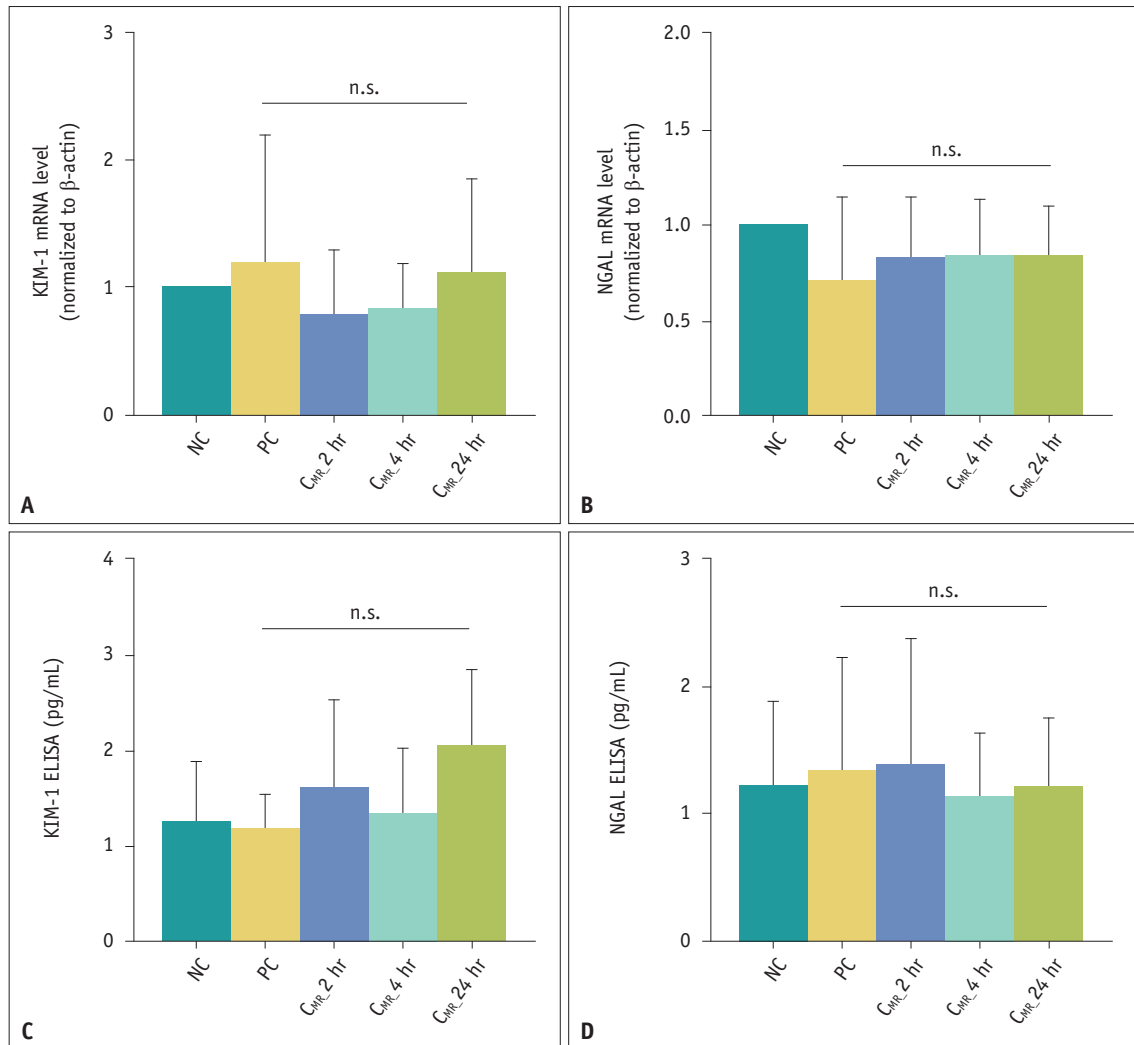 3
2
1
0
KIM-1 mRNA level
(normalized to β-actin)
n.s.
NC
PC
CMR_2 hr
CMR_4 hr
CMR_24 hr
A
2.0
1.5
1.0
0.5
0.0
NGAL mRNA level
(normalized to β-actin)
n.s.
NC
PC
CMR_2 hr
CMR_4 hr
CMR_24 hr
B
4
3
2
1
0
KIM-1 ELISA (pg/mL)
n.s.
NC
PC
CMR_2 hr
CMR_4 hr
CMR_24 hr
C
3
2
1
0
NGAL ELISA (pg/mL)
n.s.
NC
PC
CMR_2 hr
CMR_4 hr
CMR_24 hr
D